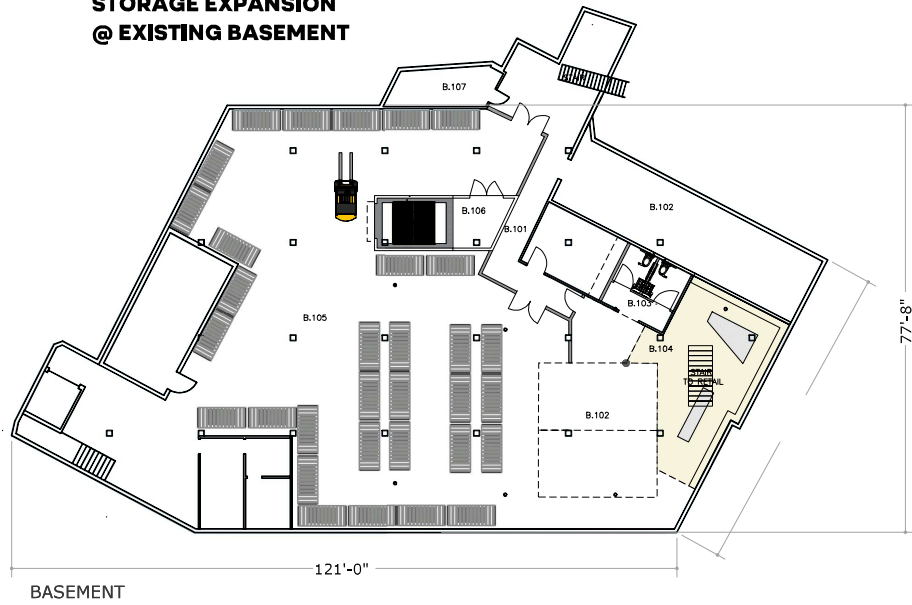 STORAGE EXPANSION
@ EXISTING BASEMENT
B.107
B.106
B.101
B.102
B.103
B.105
B.104
STAIR
TO RETAIL
B.102
77'-8"
121'-0"
BASEMENT